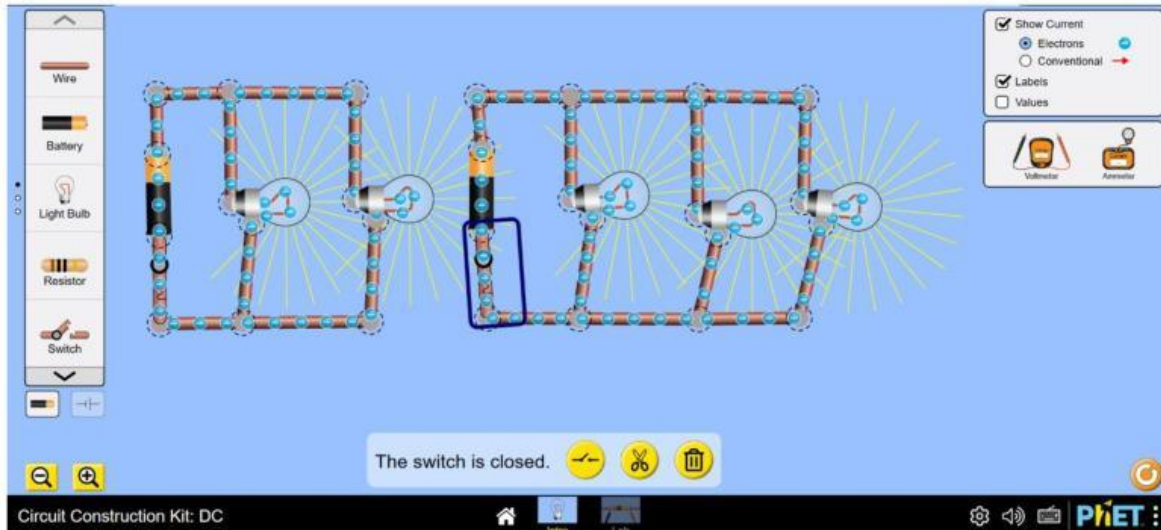 Wire
Battery
Light Bulb
Resistor
Switch
Show Current
Electrons
Conventional
Labels
Values
Voltmeter
Ammeter
The switch is closed.
Circuit Construction Kit: DC
PhET